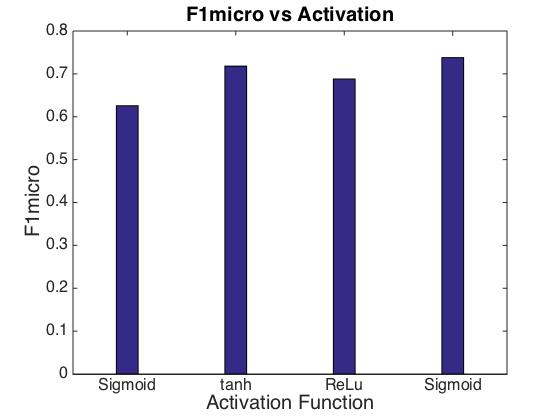 F1micro vs Activation
0.8
0.7
0.6
0.5
0.4
0.3
0.2
0.1
0
F1micro
Sigmoid tanh ReLu Sigmoid
Activation Function